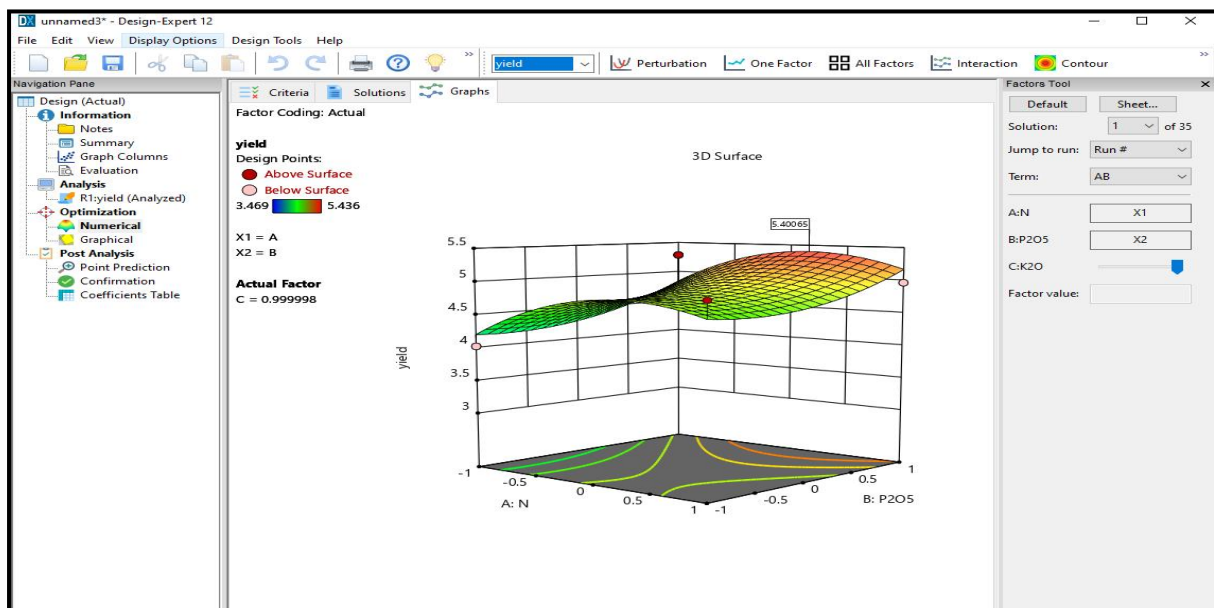 DX unnamed3* - Design-Expert 12
File Edit View Display Options Design Tools Help
yield Perturbation One Factor All Factors Interaction Contour
Navigation Pane
Design (Actual)
Information
Notes
Summary
Graph Columns
Evaluation
Analysis
R1:yield (Analyzed)
Optimization
Numerical
Graphical
Post Analysis
Point Prediction
Confirmation
Coefficients Table
Criteria Solutions Graphs
Factor Coding: Actual
yield
Design Points:
Above Surface
Below Surface
3.469 5.436
X1 = A
X2 = B
Actual Factor
C = 0.999998
3D Surface
5.40065
5.5
5
4.5
4
3.5
3
yield
-1
-0.5
0
0.5
1
A: N
-1
-0.5
0
0.5
1
B: P2O5
Factors Tool
Default Sheet...
Solution: 1 of 35
Jump to run: Run #
Term: AB
A:N X1
B:P2O5 X2
C:K2O
Factor value: